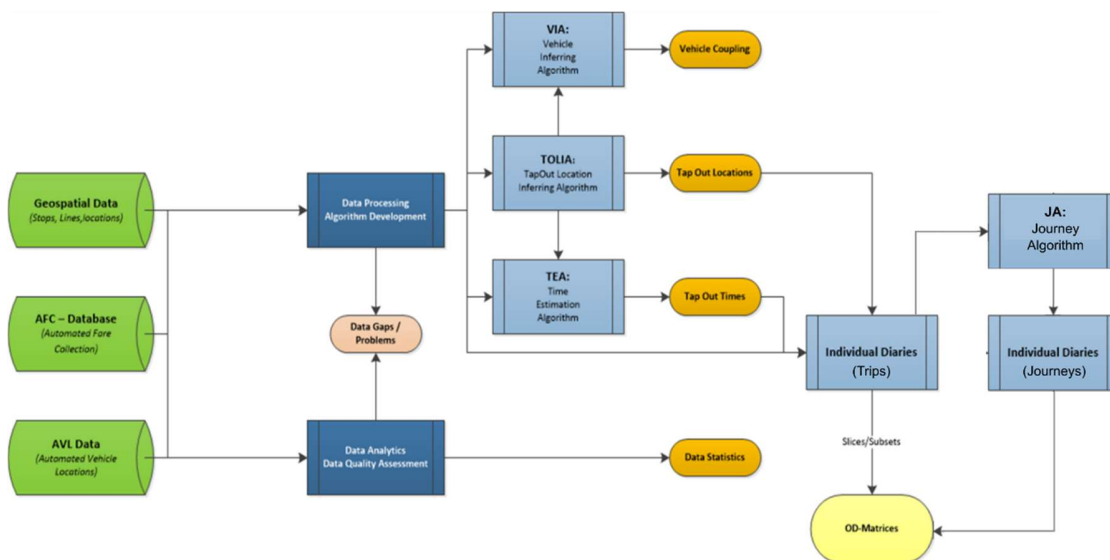 VIA:
Vehicle
Inferring
Algorithm
Vehicle Coupling
TOLIA:
TapOut Location
Inferring Algorithm
Tap Out Locations
Geospatial Data
(Stops, Lines,locations)
Data Processing
Algorithm Development
JA:
Journey
Algorithm
TEA:
Time
Estimation
Algorithm
Tap Out Times
AFC – Database
(Automated Fare
Collection)
Data Gaps /
Problems
Individual Diaries
(Trips)
Individual Diaries
(Journeys)
AVL Data
(Automated Vehicle
Locations)
Data Analytics
Data Quality Assessment
Data Statistics
Slices/Subsets
OD-Matrices